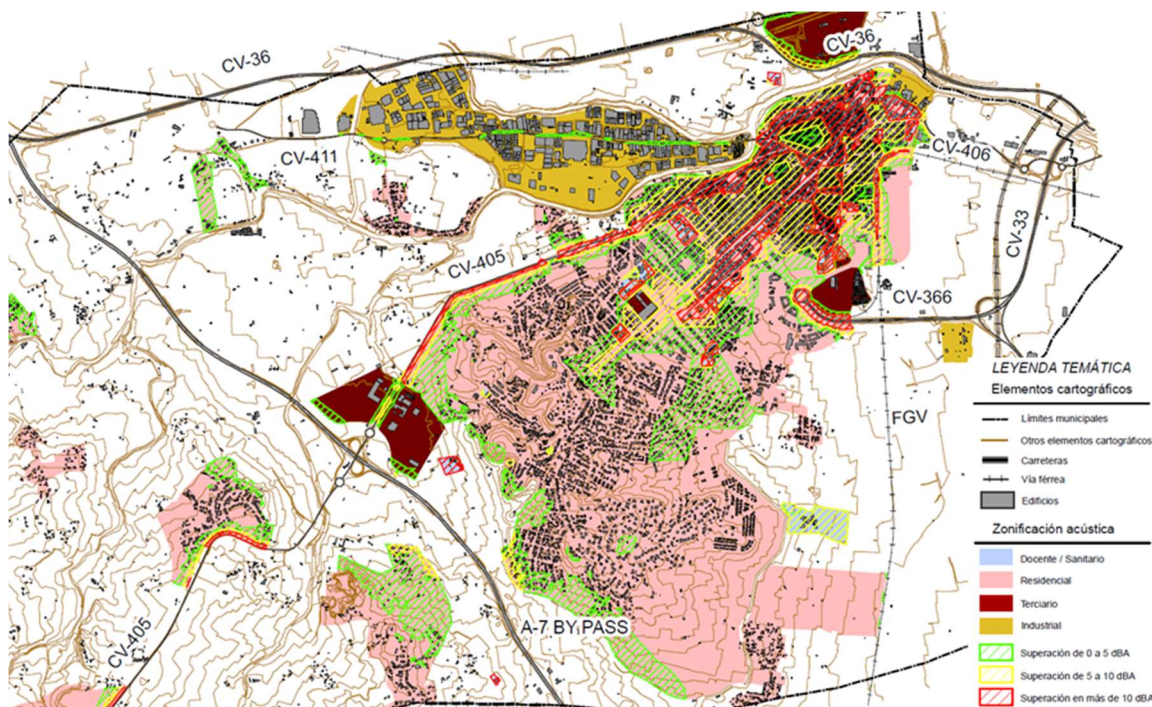 CV-36
CV-36
CV-411
CV-406
CV-33
CV-405
CV-366
FGV
A-7 BY PASS
CV-405
LEYENDA TEMÁTICA
Elementos cartográficos
Límites municipales
Otros elementos cartográficos
Carreteras
Vía férrea
Edificios
Zonificación acústica
Docente / Sanitario
Residencial
Terciario
Industrial
Superación de 0 a 5 dBA
Superación de 5 a 10 dBA
Superación en más de 10 dBA